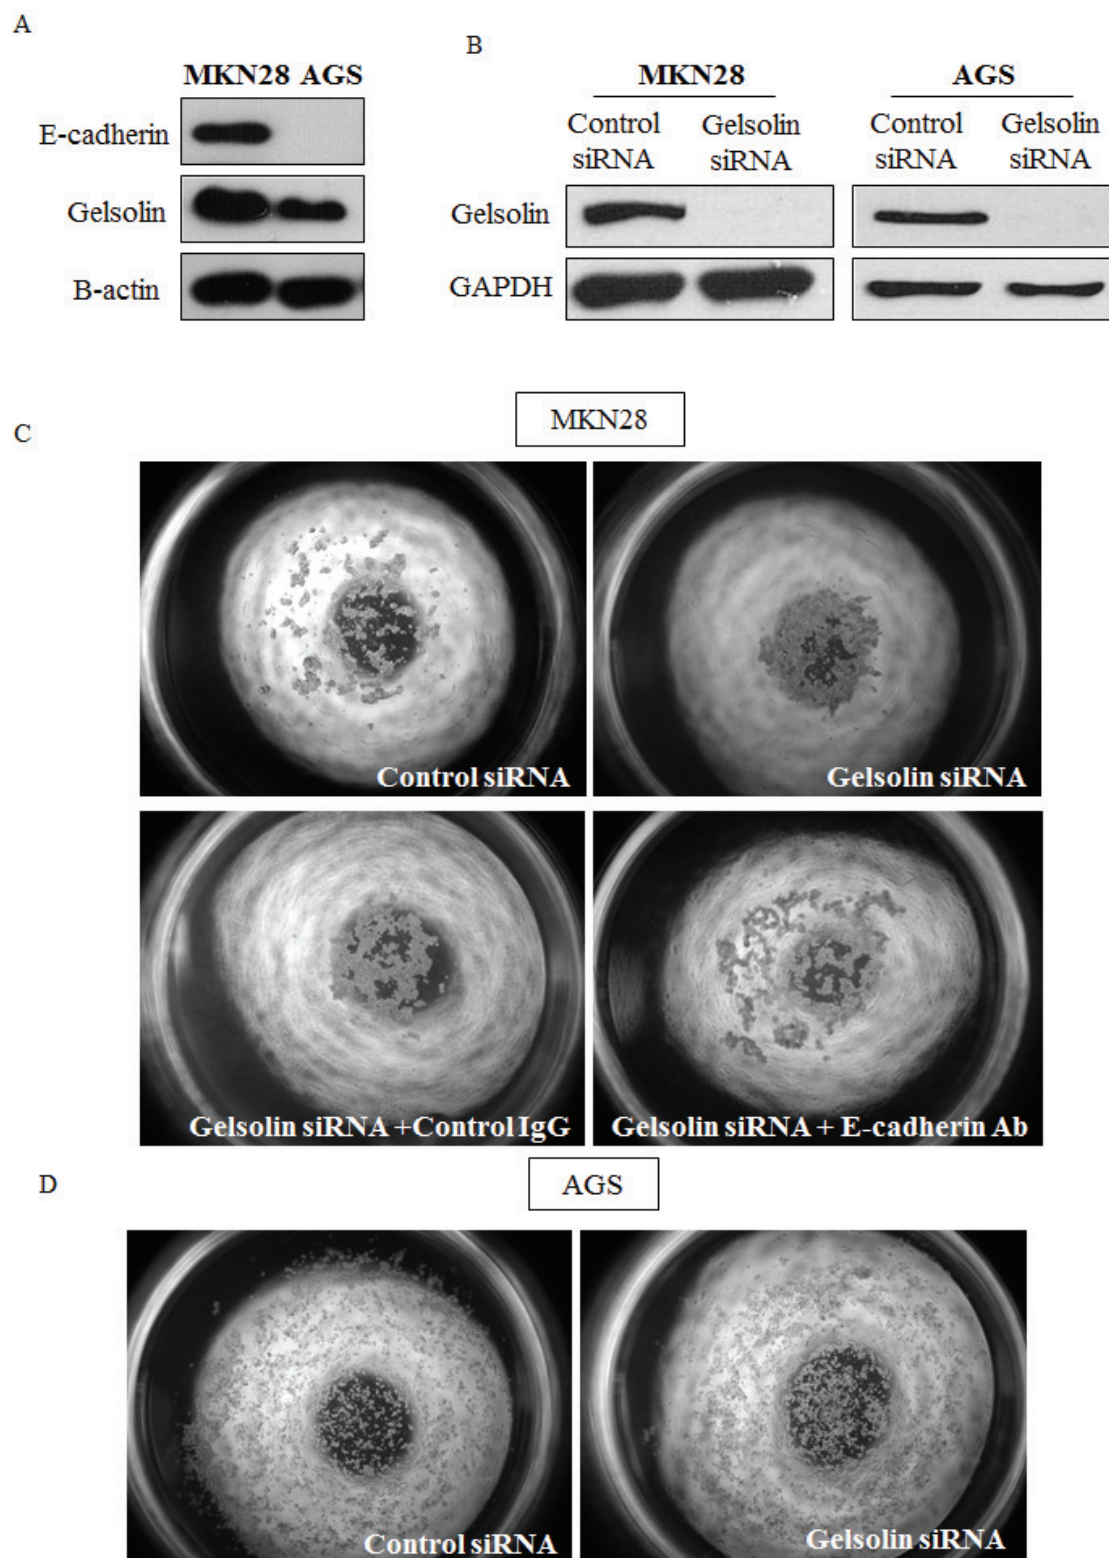 A
MKN28 AGS
E-cadherin
Gelsolin
B-actin
B
MKN28
AGS
Control siRNA
Gelsolin siRNA
Control siRNA
Gelsolin siRNA
Gelsolin
GAPDH
C
MKN28
Control siRNA
Gelsolin siRNA
Gelsolin siRNA +Control IgG
Gelsolin siRNA + E-cadherin Ab
D
AGS
Control siRNA
Gelsolin siRNA